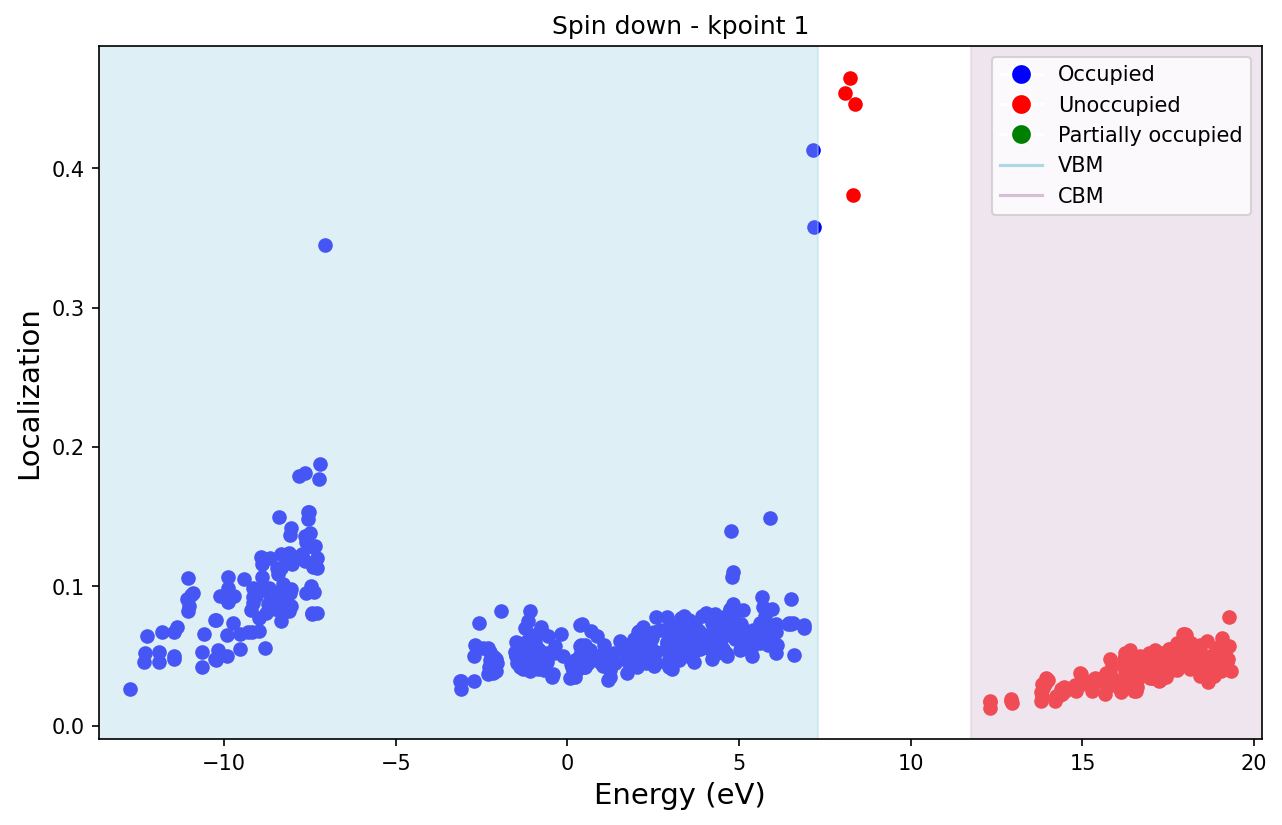 Spin down - kpoint 1
Localization
0.4
0.3
0.2
0.1
0.0
Occupied
Unoccupied
Partially occupied
VBM
CBM
−10
−5
0
5
10
15
20
Energy (eV)